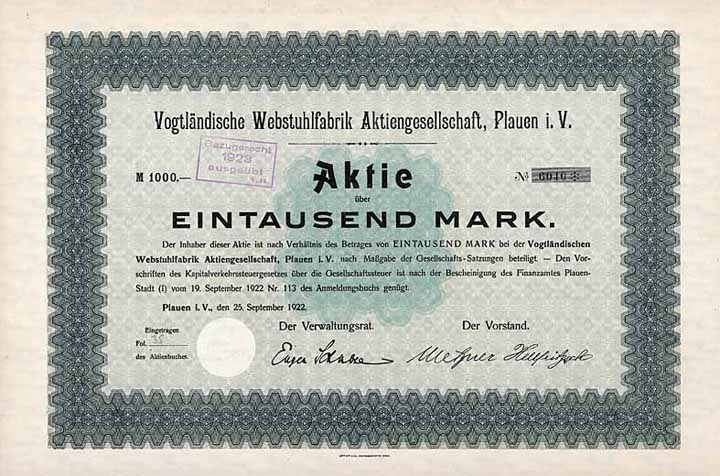 Vogtländische Webstuhlfabrik Aktiengesellschaft, Plauen i. V.
Bezugsrecht
1923
ausgeübt
M 1000.—
Aktie
№ 6046
über
EINTAUSEND MARK.
Der Inhaber dieser Aktie ist nach Verhältnis des Betrages von EINTAUSEND MARK bei der Vogtländischen
Webstuhlfabrik Aktiengesellschaft, Plauen i. V. nach Maßgabe der Gesellschafts-Satzungen beteiligt. — Den Vor-
schriften des Kapitalverkehrssteuergesetzes über die Gesellschaftssteuer ist nach der Bescheinigung des Finanzamtes Plauen-
Stadt (I) vom 19. September 1922 Nr. 113 des Anmeldungsbuchs genügt.
Plauen i. V., den 25. September 1922.
Eingetragen
Fol. 35
des Aktienbuches.
Der Verwaltungsrat.
Der Vorstand.